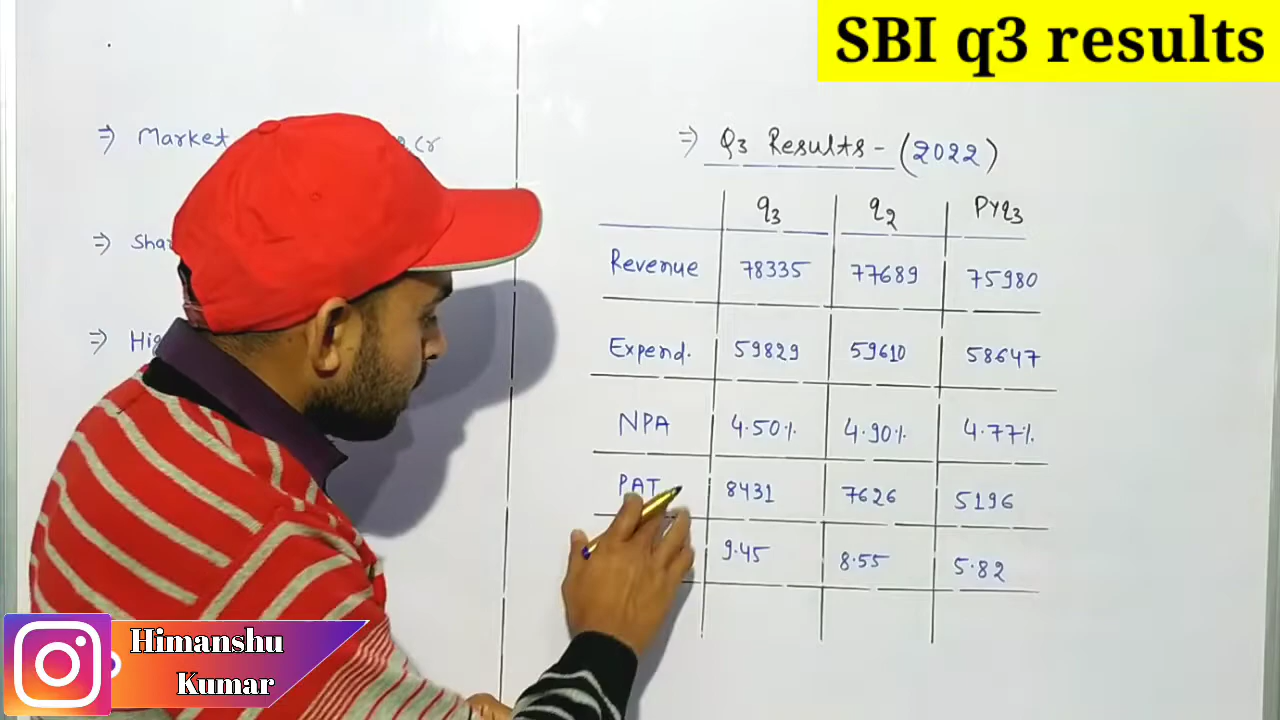 SBI q3 results
⇒ Market
Cr
⇒ Q3 Results - (2022)
q3 q2 PYq3
Revenue 78335 77689 75980
Expend. 59829 59610 58647
NPA 4.50% 4.90% 4.77%
PAT 8431 7626 5196
9.45 8.55 5.82
Himanshu
Kumar